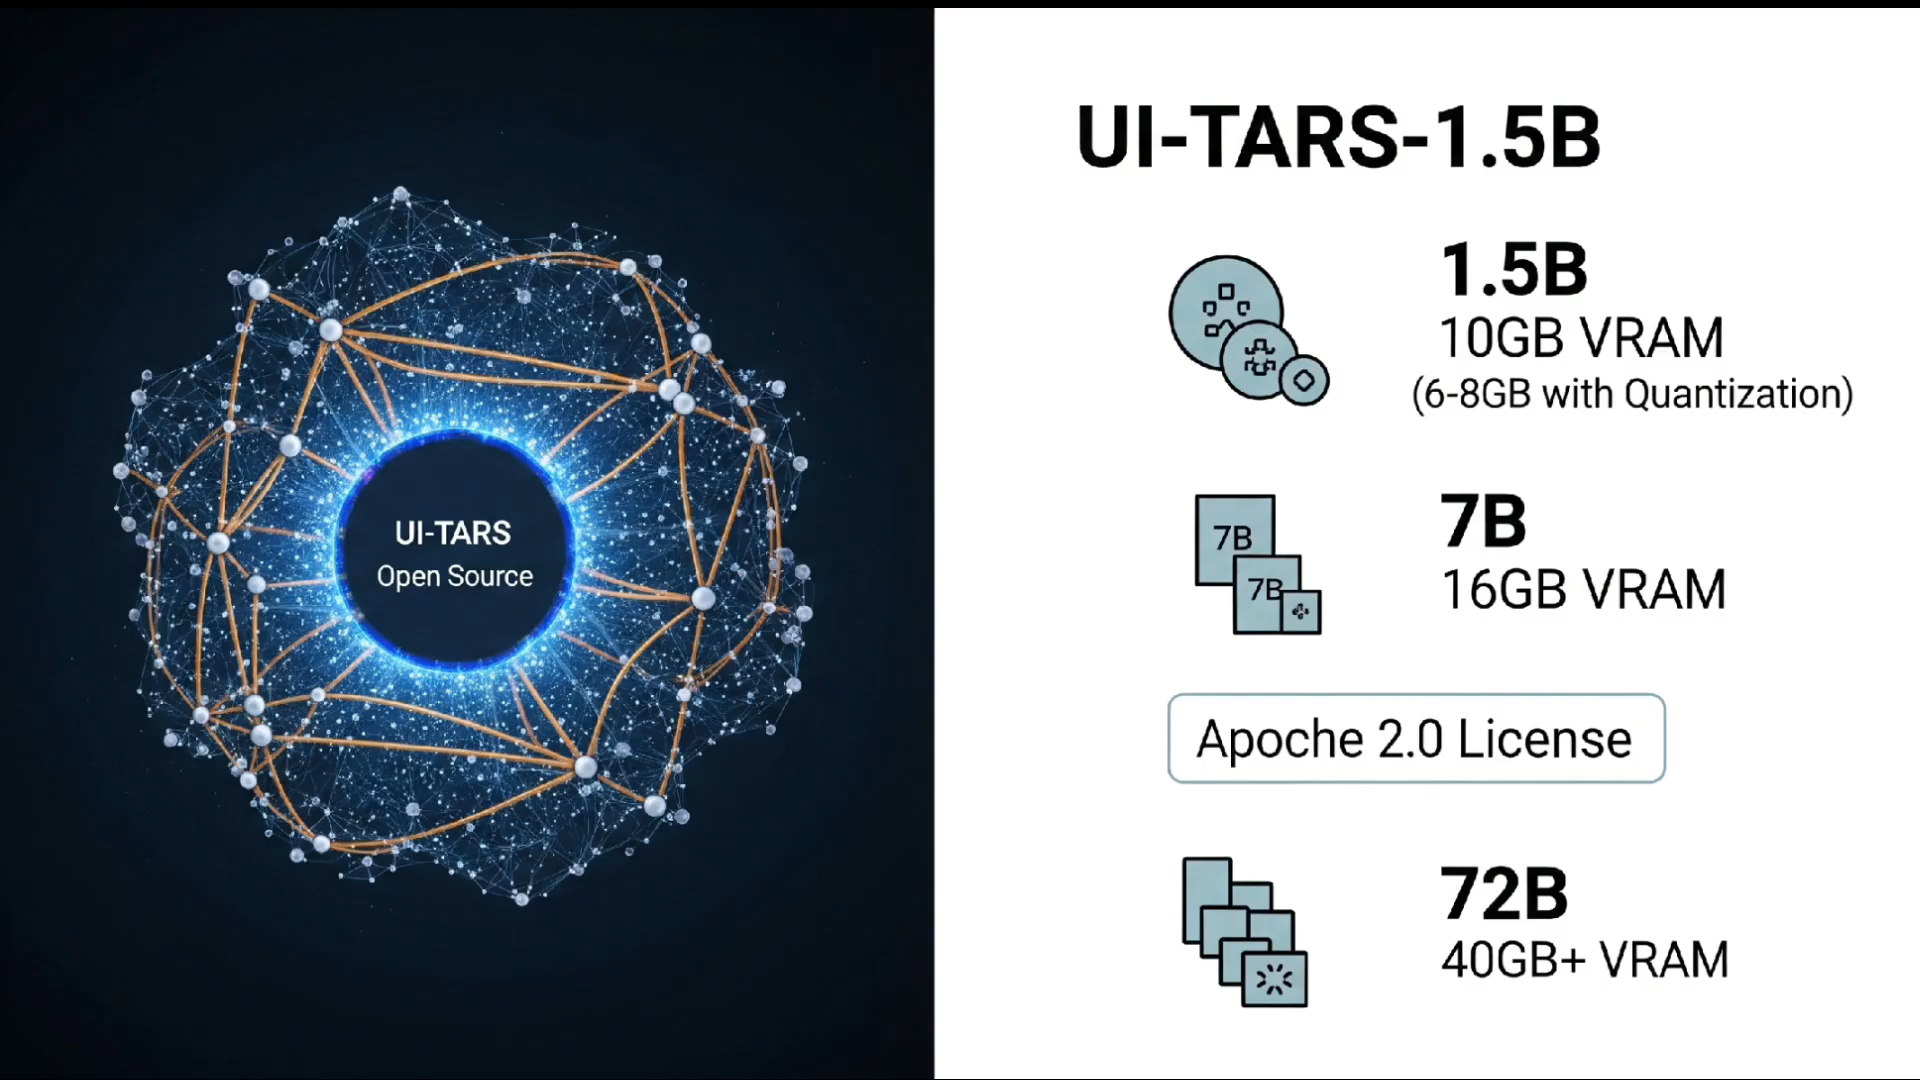 UI-TARS
Open Source
UI-TARS-1.5B
1.5B
10GB VRAM
(6-8GB with Quantization)
7B
7B
7B
16GB VRAM
Apoche 2.0 License
72B
40GB+ VRAM